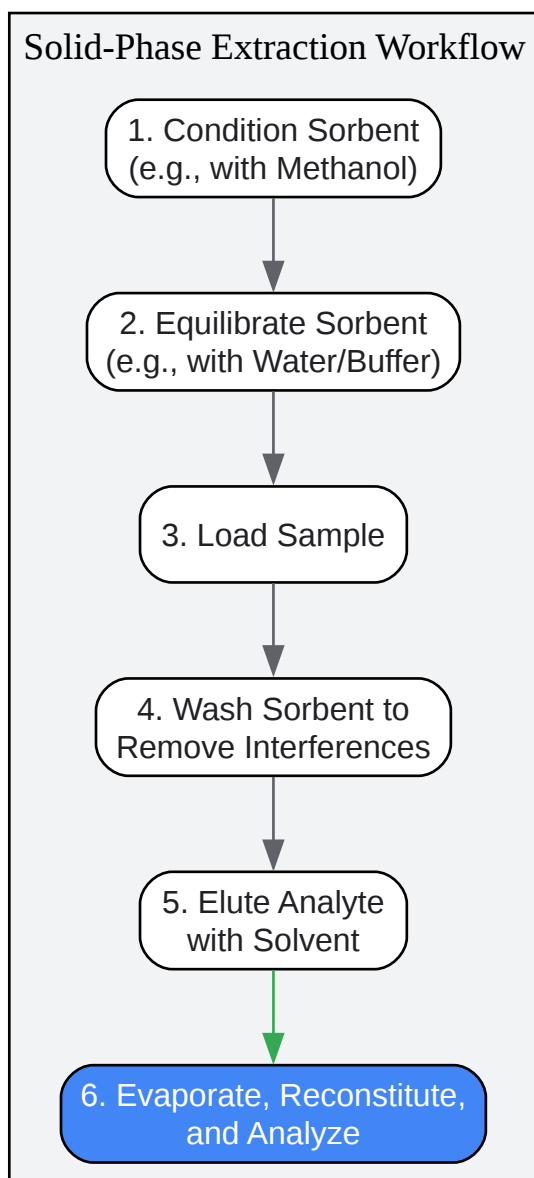 Solid-Phase Extraction Workflow
1. Condition Sorbent
(e.g., with Methanol)
2. Equilibrate Sorbent
(e.g., with Water/Buffer)
3. Load Sample
4. Wash Sorbent to
Remove Interferences
5. Elute Analyte
with Solvent
6. Evaporate, Reconstitute,
and Analyze